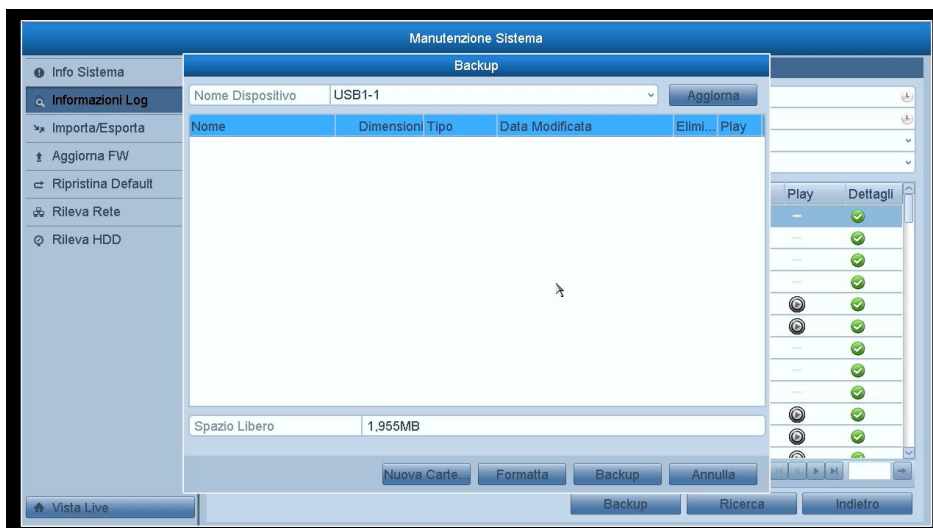 Manutenzione Sistema
Info Sistema
Informazioni Log
Importa/Esporta
Aggiorna FW
Ripristina Default
Rileva Rete
Rileva HDD
Vista Live
Backup
Nome Dispositivo USB1-1 Aggiorna
Nome Dimensioni Tipo Data Modificata Elimi... Play
Spazio Libero 1,955MB
Nuova Carte... Formatta Backup Annulla
Play Dettagli
Backup Ricerca Indietro